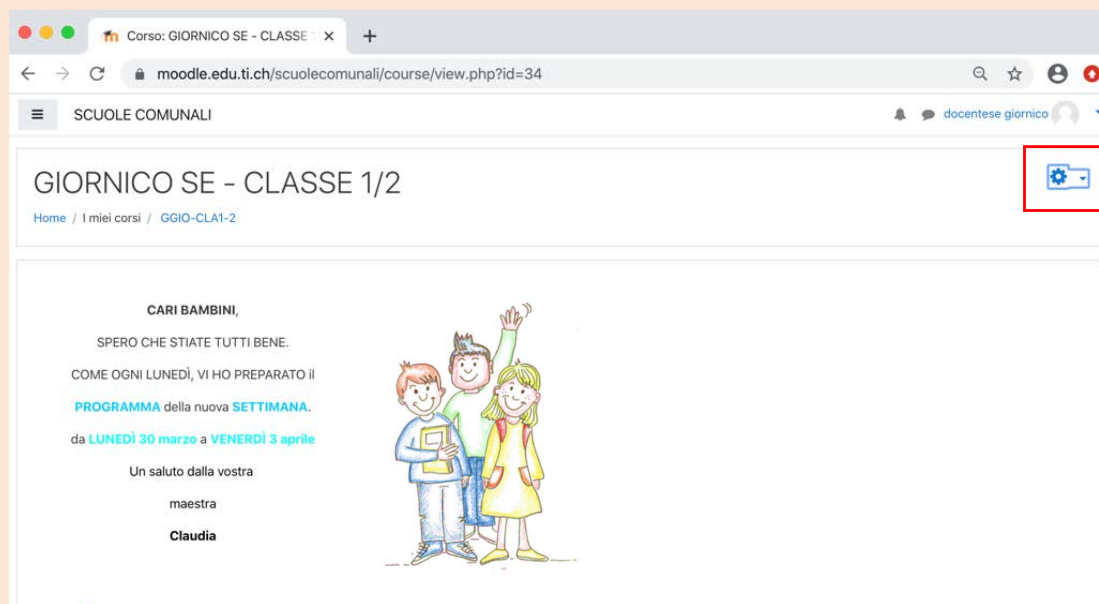 Corso: GIORNICO SE - CLASSE
moodle.edu.ti.ch/scuolecomunali/course/view.php?id=34
SCUOLE COMUNALI
docentese giornico
GIORNICO SE - CLASSE 1/2
Home / I miei corsi / GGIO-CLA1-2
CARI BAMBINI,
SPERO CHE STIATE TUTTI BENE.
COME OGNI LUNEDÌ, VI HO PREPARATO il
PROGRAMMA della nuova SETTIMANA.
da LUNEDÌ 30 marzo a VENERDÌ 3 aprile
Un saluto dalla vostra
maestra
Claudia